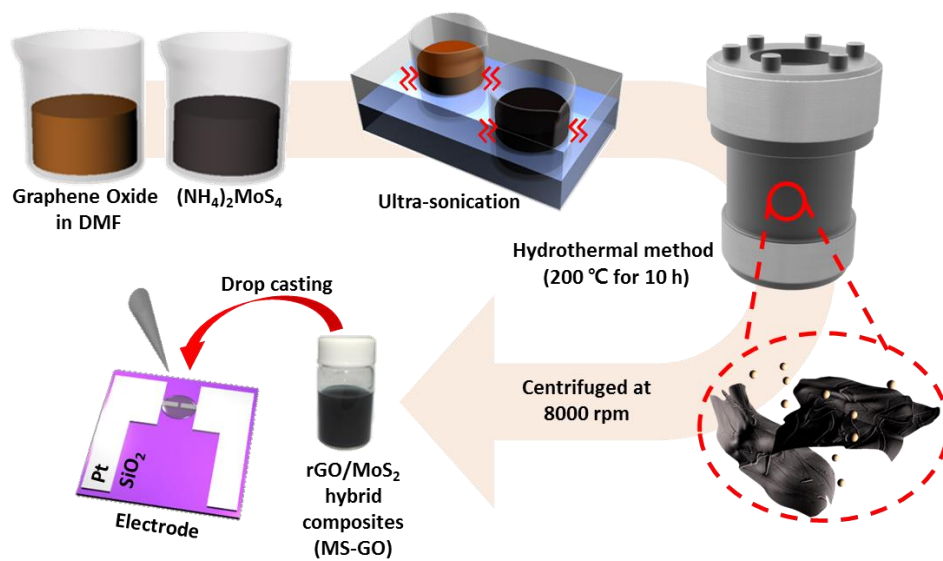 Graphene Oxide
in DMF
(NH₄)₂MoS₄
Ultra-sonication
Hydrothermal method
(200 ℃ for 10 h)
Centrifuged at
8000 rpm
Drop casting
rGO/MoS₂
hybrid
composites
(MS-GO)
Pt
SiO₂
Electrode